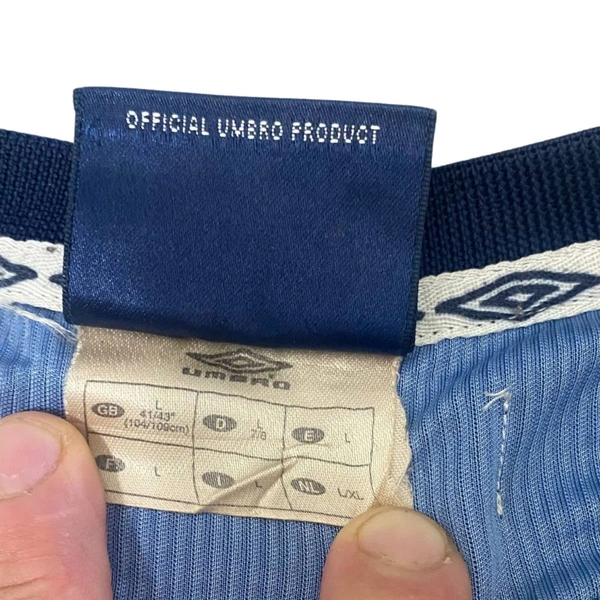 OFFICIAL UMBRO PRODUCT
UMBRO
GB L 41/43" (104/109cm)
D L 7/8
E L
F L
I L
NL L/XL